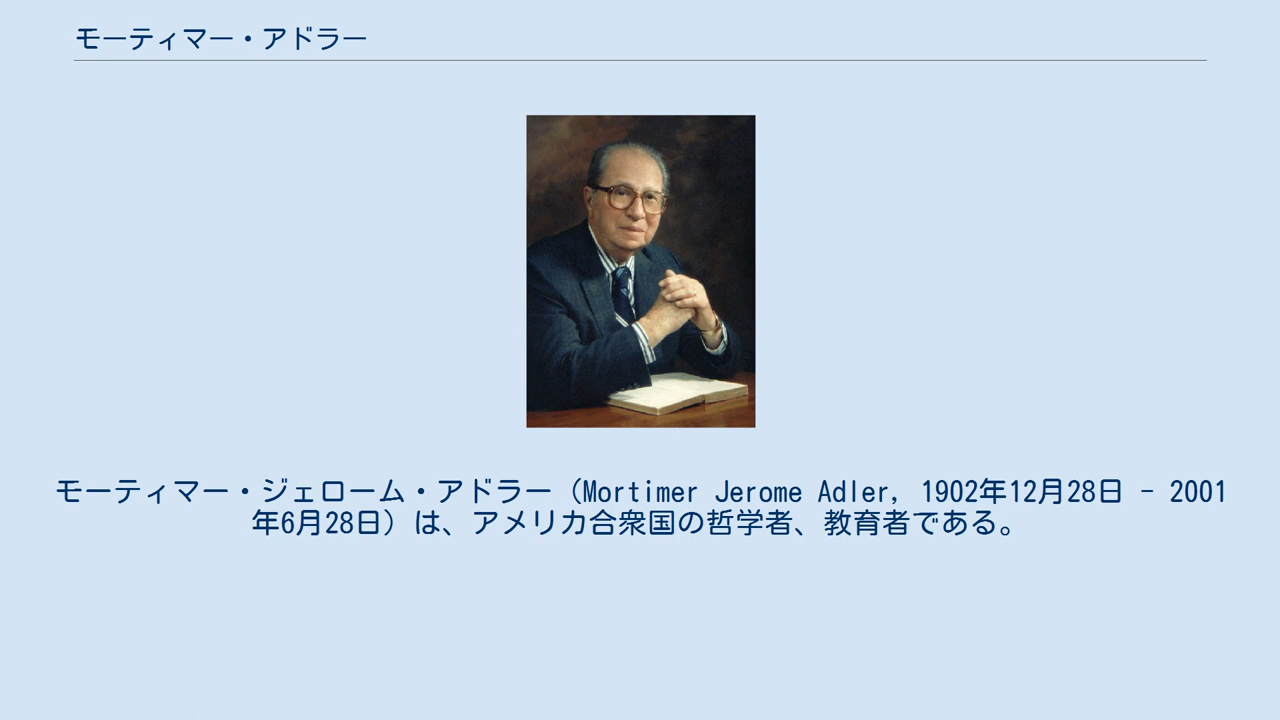 モーティマー・アドラー
モーティマー・ジェローム・アドラー（Mortimer Jerome Adler, 1902年12月28日 - 2001
年6月28日）は、アメリカ合衆国の哲学者、教育者である。